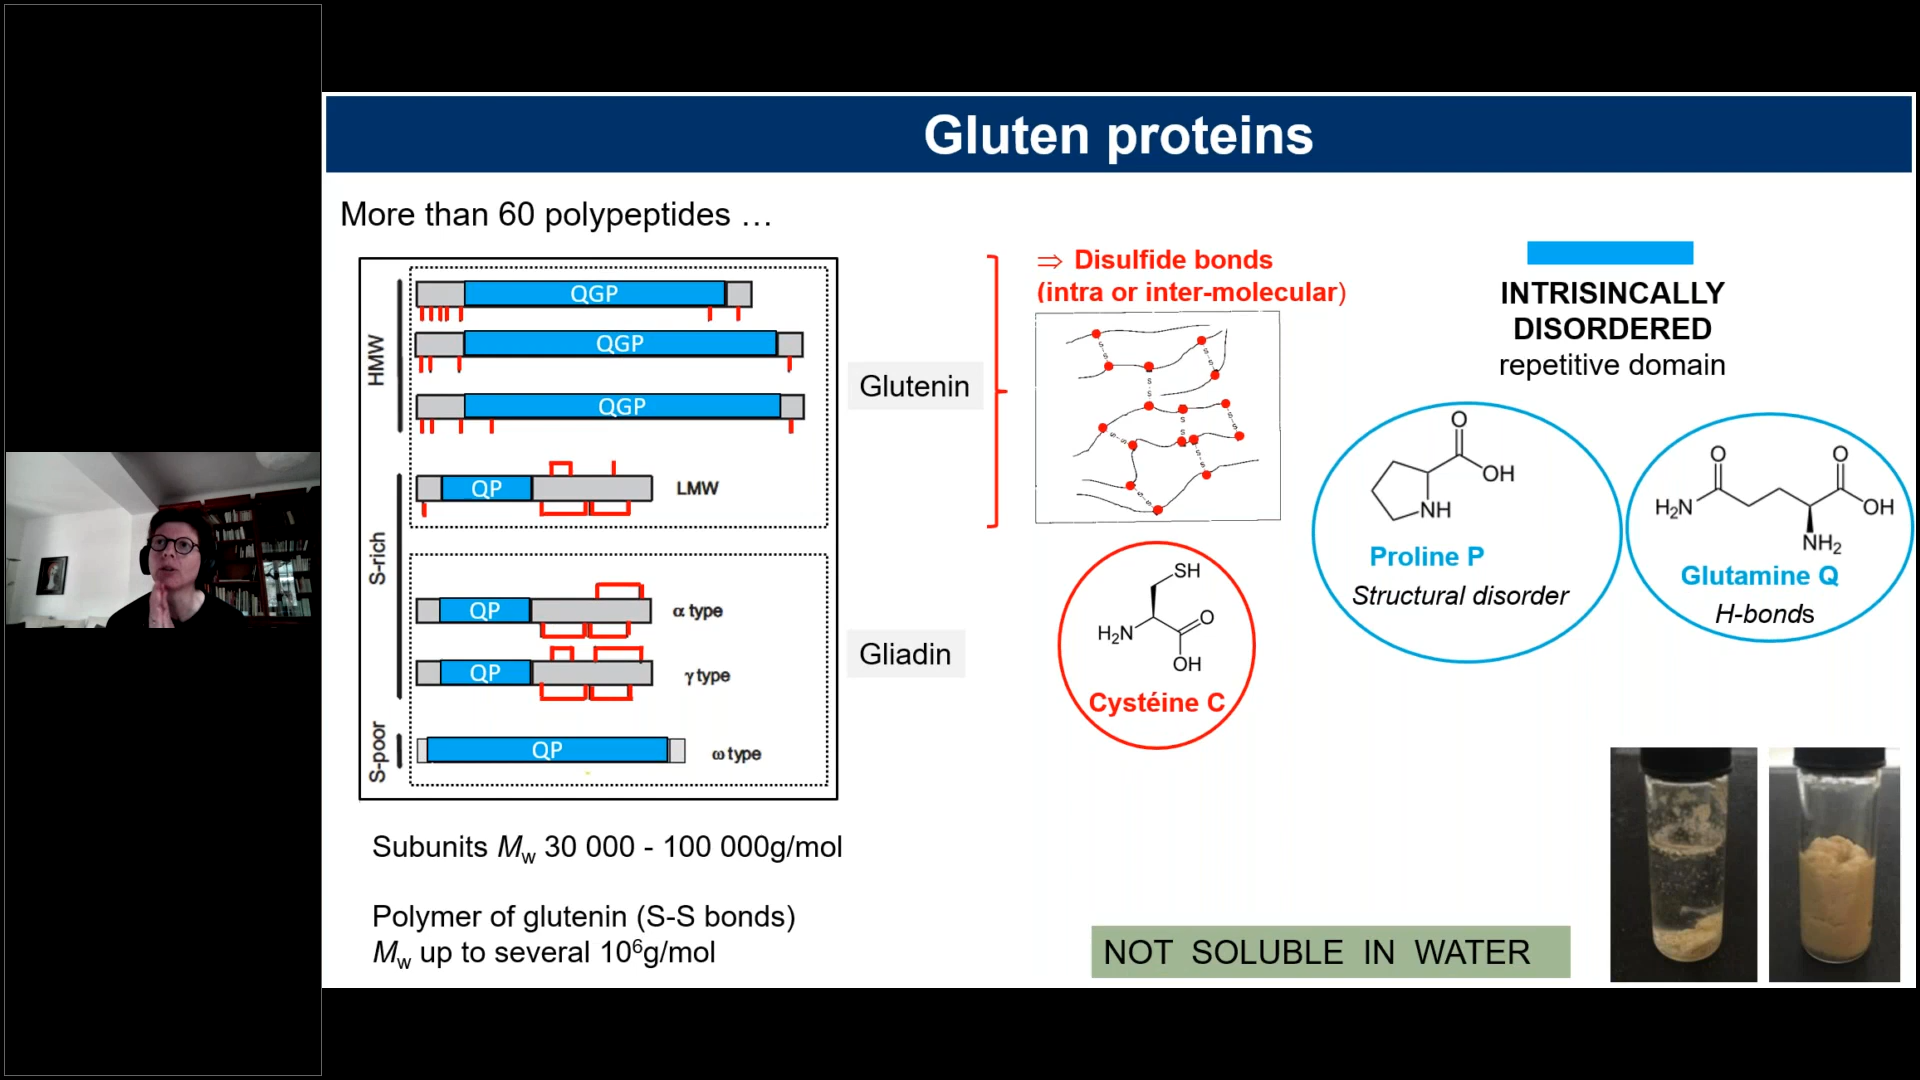 Gluten proteins
More than 60 polypeptides …
HMW
QGP
QGP
QGP
S-rich
QP
LMW
QP
α type
QP
γ type
S-poor
QP
ω type
Glutenin
Gliadin
⇒ Disulfide bonds
(intra or inter-molecular)
S-S
S-S
S-S
S-S
S-S
S-S
S-S
S-S
SH
H₂N
O
OH
Cystéine C
INTRISINCALLY
DISORDERED
repetitive domain
O
OH
NH
Proline P
Structural disorder
O
O
H₂N
OH
NH₂
Glutamine Q
H-bonds
Subunits Mw 30 000 - 100 000g/mol
Polymer of glutenin (S-S bonds)
Mw up to several 10⁶g/mol
NOT SOLUBLE IN WATER